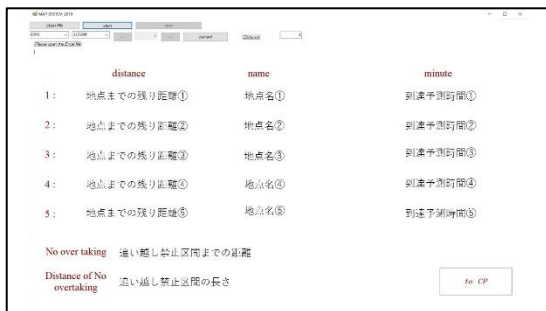 MAP SYSTEM_2019
Open File start stop
current Distance
Please open the Excel file
distance name minute
1 : 地点までの残り距離① 地点名① 到達予測時間①
2 : 地点までの残り距離② 地点名② 到達予測時間②
3 : 地点までの残り距離③ 地点名③ 到達予測時間③
4 : 地点までの残り距離④ 地点名④ 到達予測時間④
5 : 地点までの残り距離⑤ 地点名⑤ 到達予測時間⑤
No over taking 追い越し禁止区間までの距離
Distance of No
overtaking 追い越し禁止区間の長さ
to CP